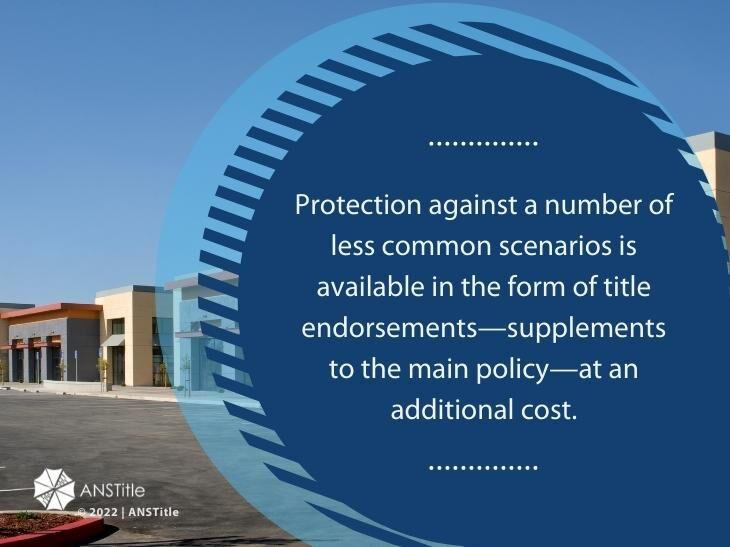 Protection against a number of
less common scenarios is
available in the form of title
endorsements—supplements
to the main policy—at an
additional cost.
ANSTitle
© 2022 | ANSTitle